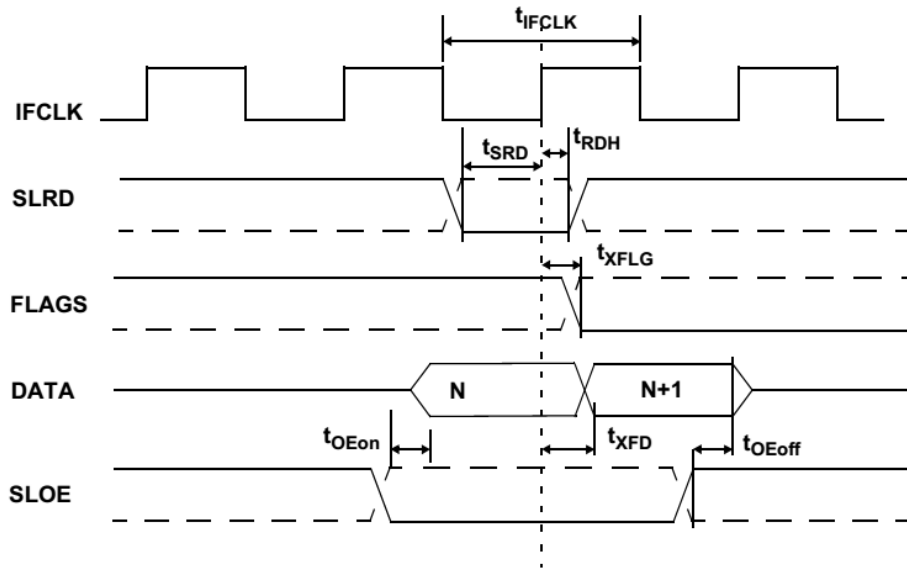 tIFCLK
IFCLK
tSRD
tRDH
SLRD
tXFLG
FLAGS
DATA
N
N+1
tOEon
tXFD
tOEoff
SLOE